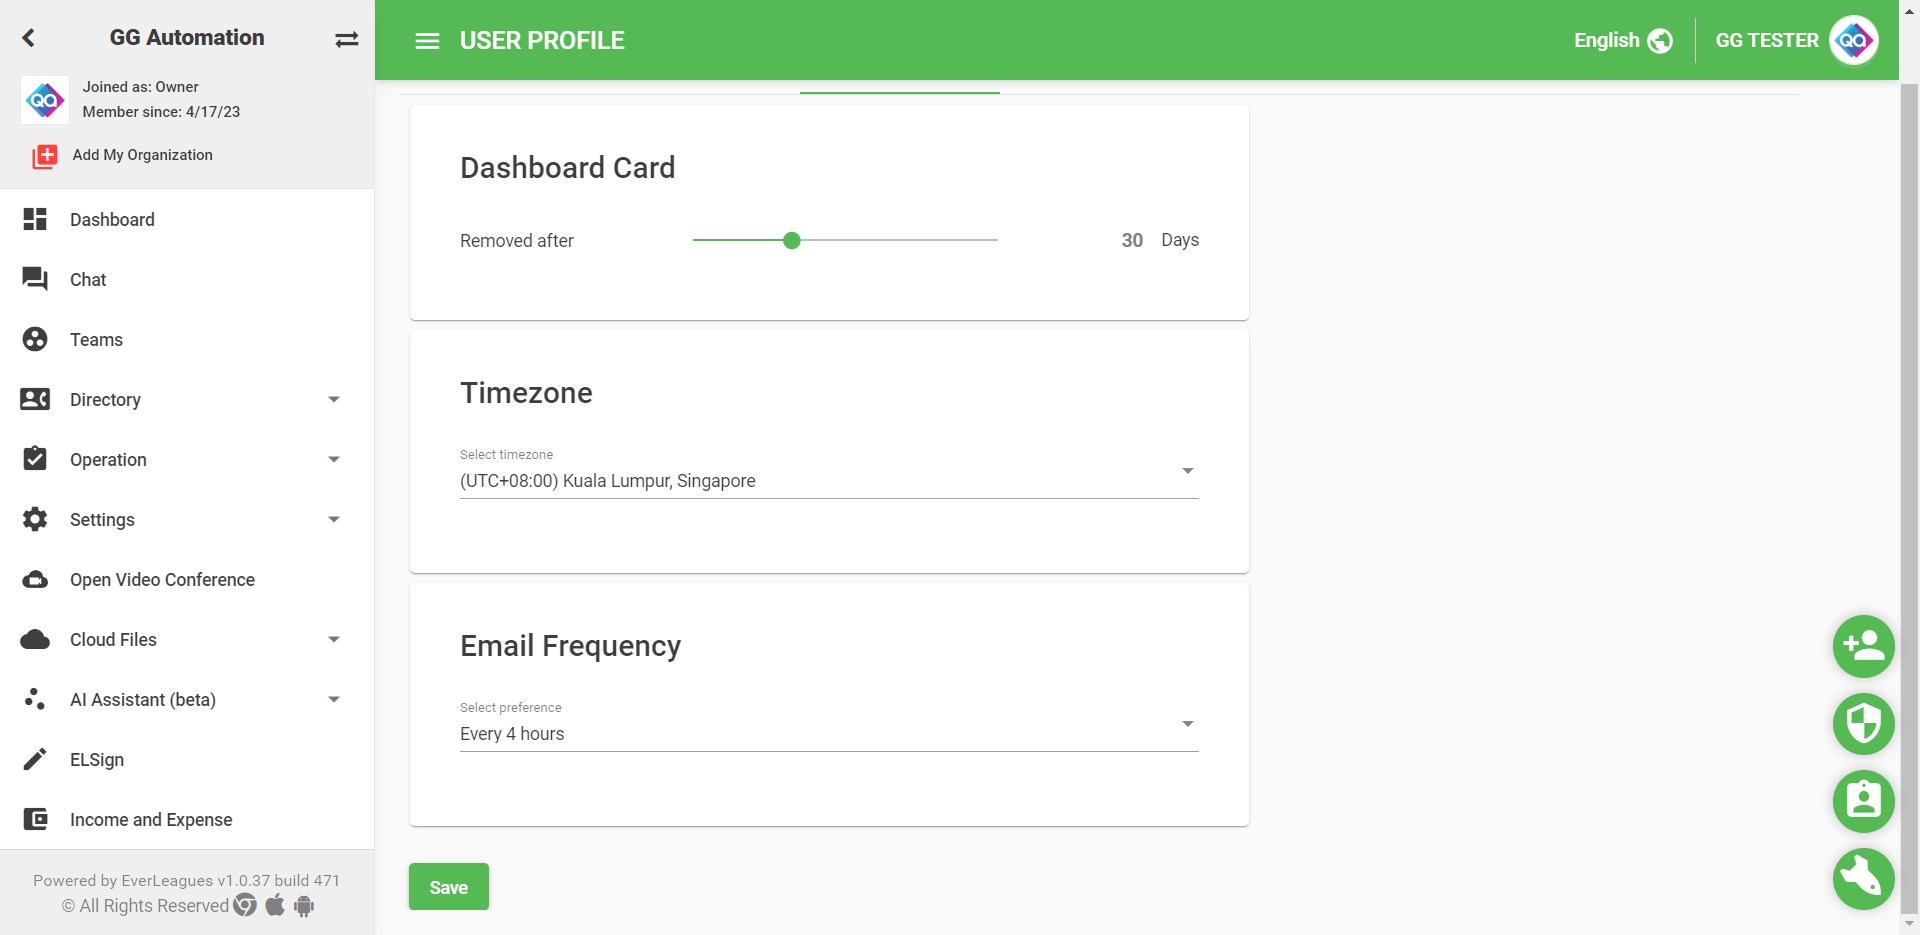 GG Automation
Joined as: Owner
Member since: 4/17/23
Add My Organization
Dashboard
Chat
Teams
Directory
Operation
Settings
Open Video Conference
Cloud Files
AI Assistant (beta)
ELSign
Income and Expense
Powered by EverLeagues v1.0.37 build 471
© All Rights Reserved
USER PROFILE
English
GG TESTER
QA
Dashboard Card
Removed after
30 Days
Timezone
Select timezone
(UTC+08:00) Kuala Lumpur, Singapore
Email Frequency
Select preference
Every 4 hours
Save